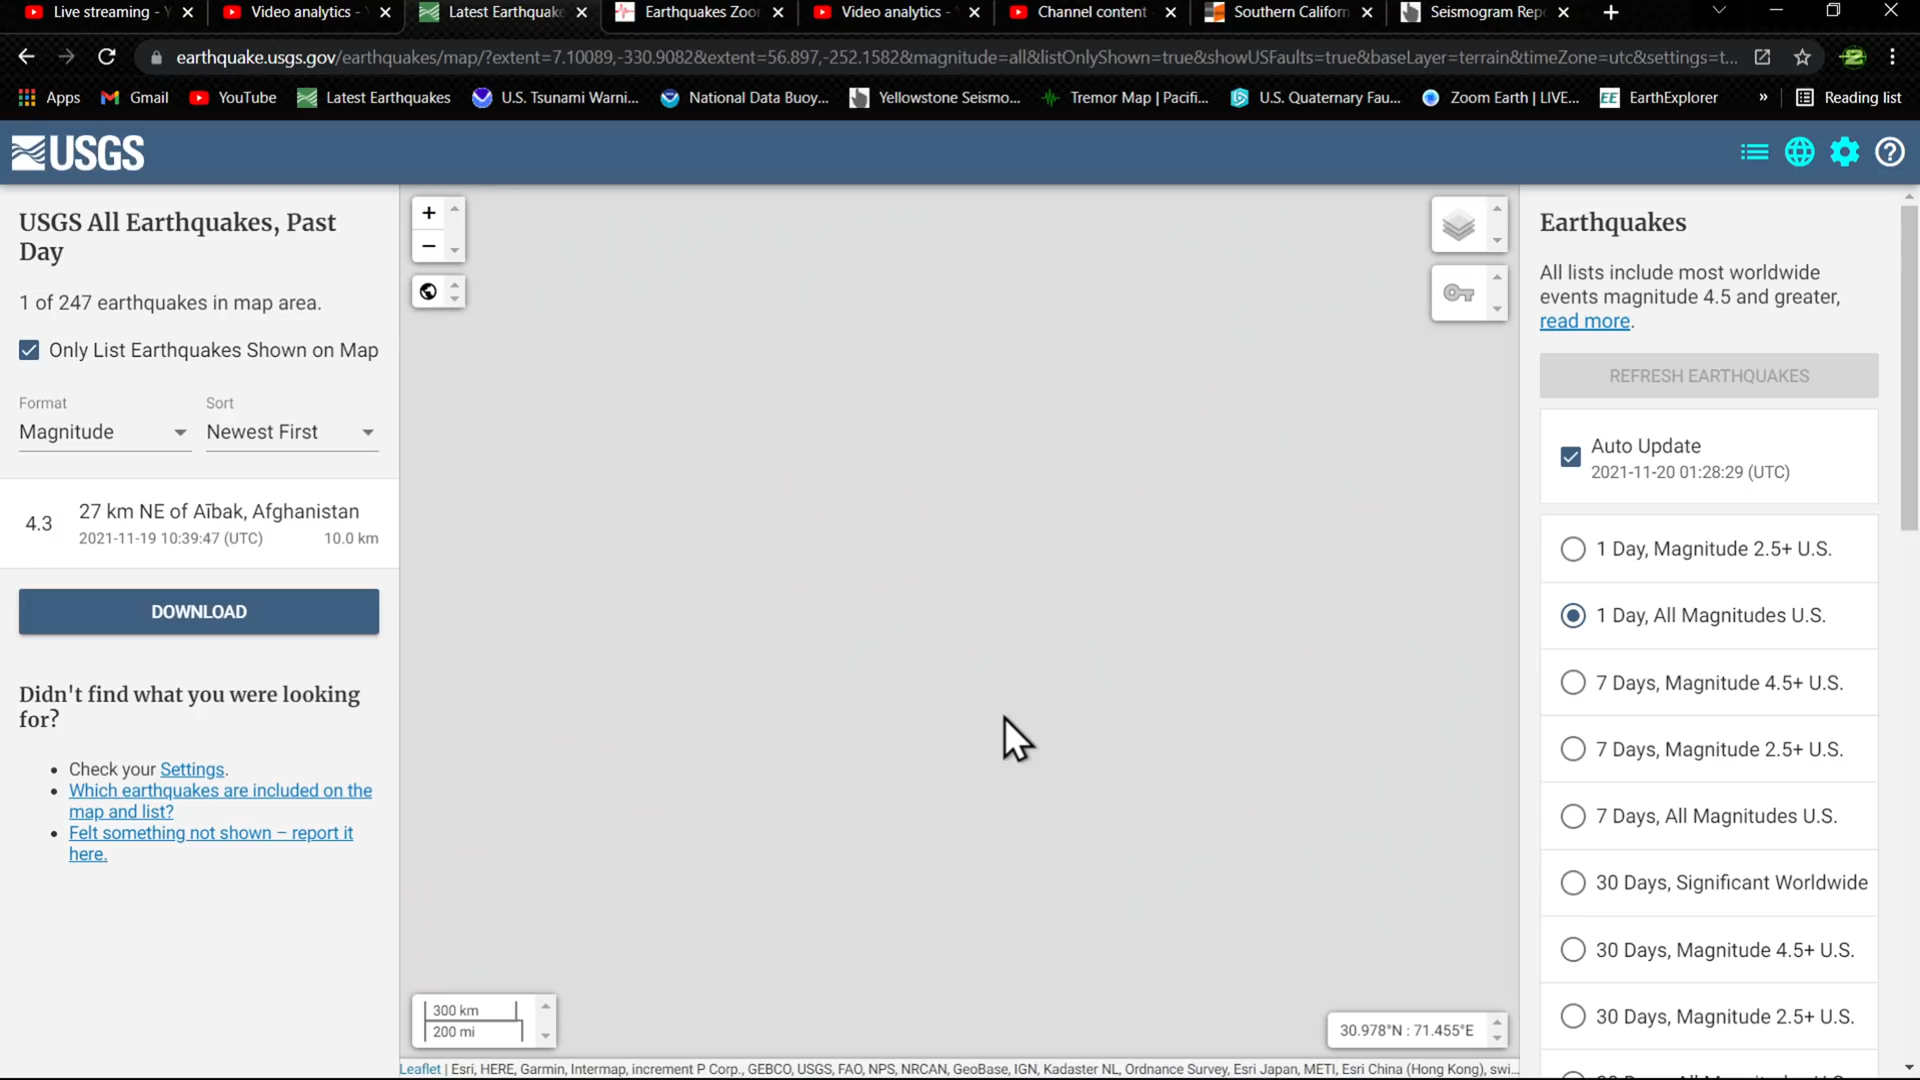 Live streaming - Y
Video analytics -
Latest Earthquake
Earthquakes Zoo
Video analytics -
Channel content
Southern Californ
Seismogram Repo
earthquake.usgs.gov/earthquakes/map/?extent=7.10089,-330.9082&extent=56.897,-252.1582&magnitude=all&listOnlyShown=true&showUSFaults=true&baseLayer=terrain&timeZone=utc&settings=t...
Apps
Gmail
YouTube
Latest Earthquakes
U.S. Tsunami Warni...
National Data Buoy...
Yellowstone Seismo...
Tremor Map | Pacifi...
U.S. Quaternary Fau...
Zoom Earth | LIVE...
EE EarthExplorer
»
Reading list
USGS
USGS All Earthquakes, Past
Day
1 of 247 earthquakes in map area.
Only List Earthquakes Shown on Map
Format
Sort
Magnitude
Newest First
4.3
27 km NE of Aībak, Afghanistan
2021-11-19 10:39:47 (UTC)
10.0 km
DOWNLOAD
Didn't find what you were looking
for?
Check your Settings.
Which earthquakes are included on the
map and list?
Felt something not shown – report it
here.
+
−
300 km
200 mi
30.978°N : 71.455°E
Leaflet | Esri, HERE, Garmin, Intermap, increment P Corp., GEBCO, USGS, FAO, NPS, NRCAN, GeoBase, IGN, Kadaster NL, Ordnance Survey, Esri Japan, METI, Esri China (Hong Kong), swi...
Earthquakes
All lists include most worldwide
events magnitude 4.5 and greater,
read more.
REFRESH EARTHQUAKES
Auto Update
2021-11-20 01:28:29 (UTC)
1 Day, Magnitude 2.5+ U.S.
1 Day, All Magnitudes U.S.
7 Days, Magnitude 4.5+ U.S.
7 Days, Magnitude 2.5+ U.S.
7 Days, All Magnitudes U.S.
30 Days, Significant Worldwide
30 Days, Magnitude 4.5+ U.S.
30 Days, Magnitude 2.5+ U.S.